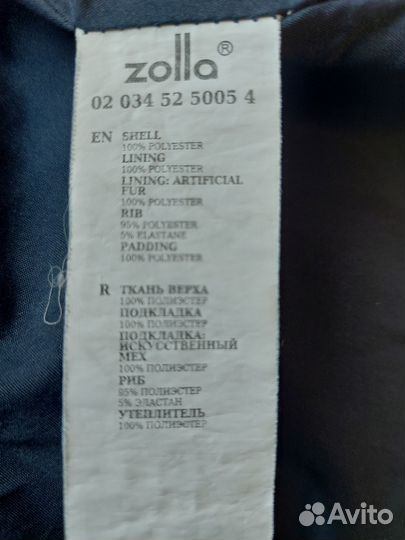 zolla®
02 034 52 5005 4
EN SHELL
100% POLYESTER
LINING
100% POLYESTER
LINING: ARTIFICIAL
FUR
100% POLYESTER
RIB
95% POLYESTER
5% ELASTANE
PADDING
100% POLYESTER
R ТКАНЬ ВЕРХА
100% ПОЛИЭСТЕР
ПОДКЛАДКА
100% ПОЛИЭСТЕР
ПОДКЛАДКА:
ИСКУССТВЕННЫЙ
МЕХ
100% ПОЛИЭСТЕР
РИБ
95% ПОЛИЭСТЕР
5% ЭЛАСТАН
УТЕПЛИТЕЛЬ
100% ПОЛИЭСТЕР
Avito